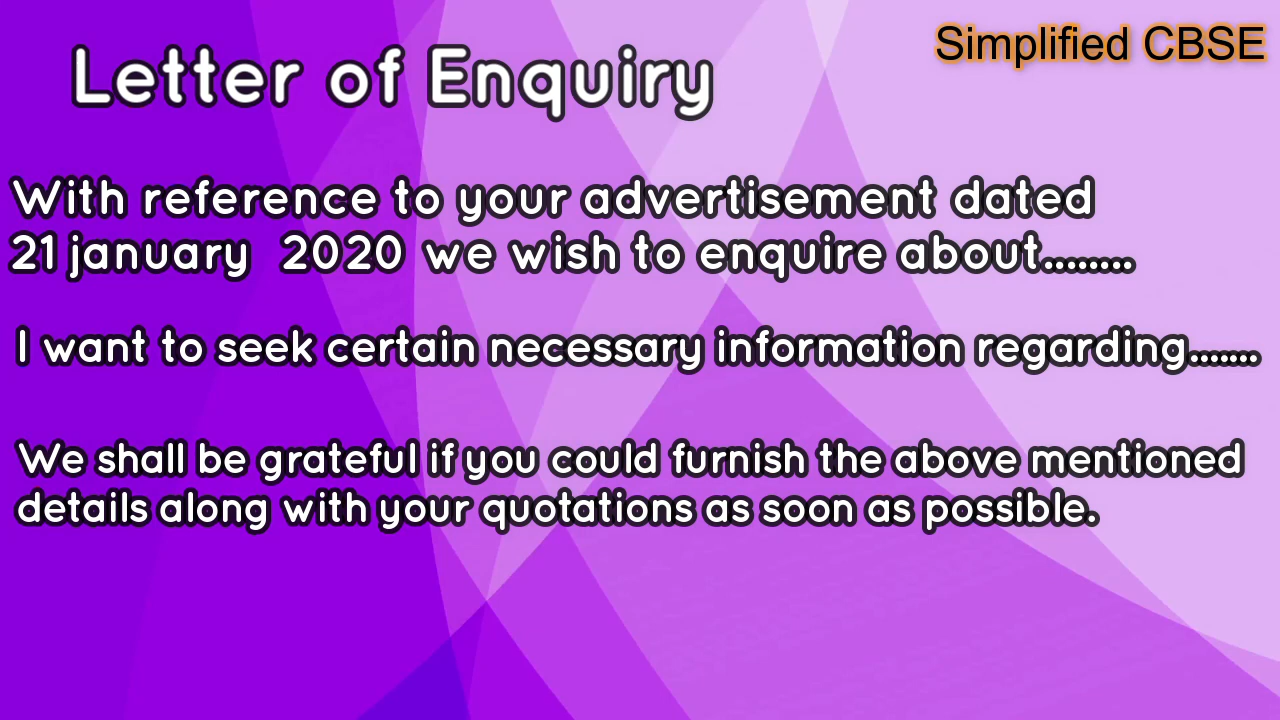 Simplified CBSE
Letter of Enquiry
With reference to your advertisement dated
21 january 2020 we wish to enquire about........
I want to seek certain necessary information regarding.......
We shall be grateful if you could furnish the above mentioned
details along with your quotations as soon as possible.